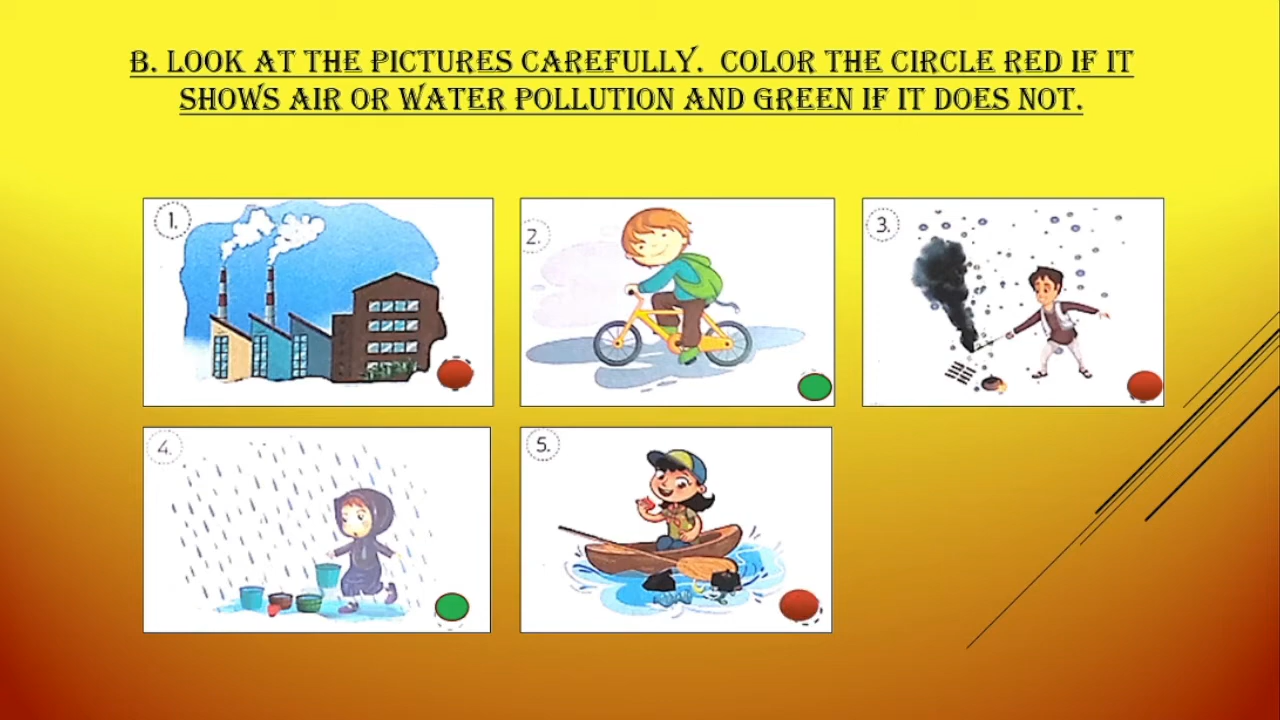 B. LOOK AT THE PICTURES CAREFULLY. COLOR THE CIRCLE RED IF IT
SHOWS AIR OR WATER POLLUTION AND GREEN IF IT DOES NOT.
1.
2.
3.
4.
5.